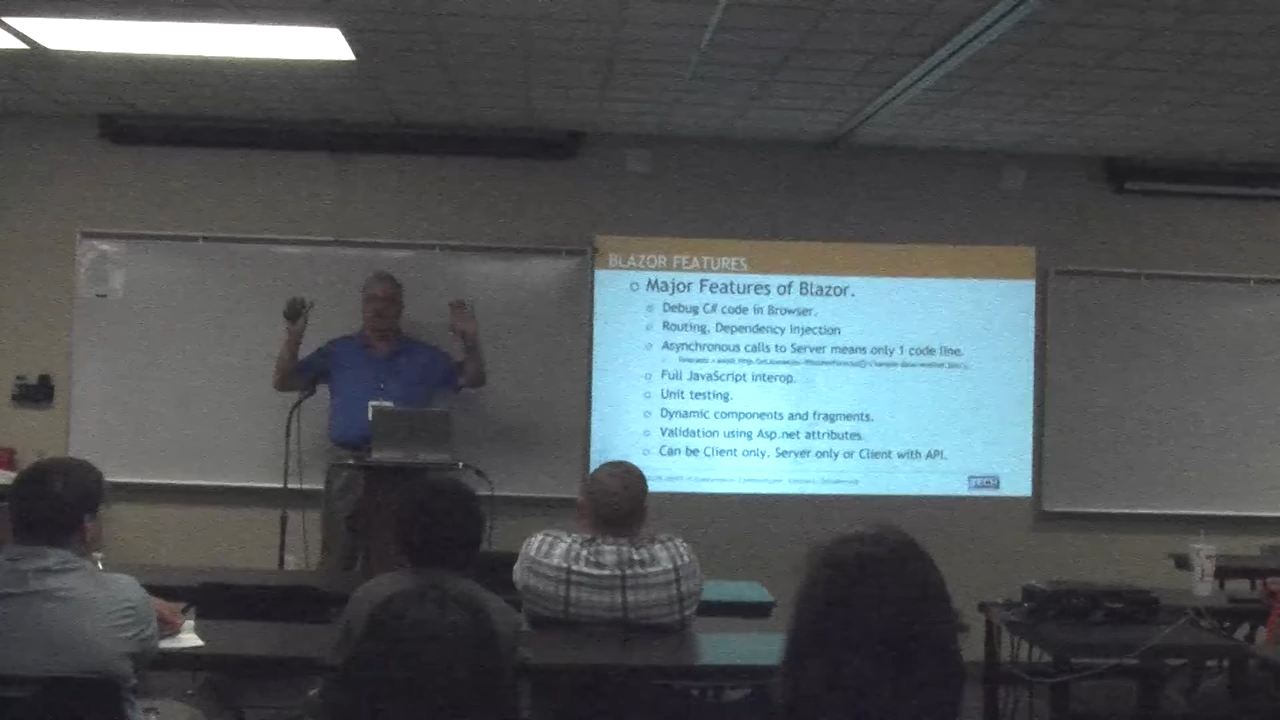 BLAZOR FEATURES
Major Features of Blazor.
Debug C# code in Browser.
Routing, Dependency Injection
Asynchronous calls to Server means only 1 code line.
Full JavaScript interop.
Unit testing.
Dynamic components and fragments.
Validation using Asp.net attributes.
Can be Client only, Server only or Client with API.